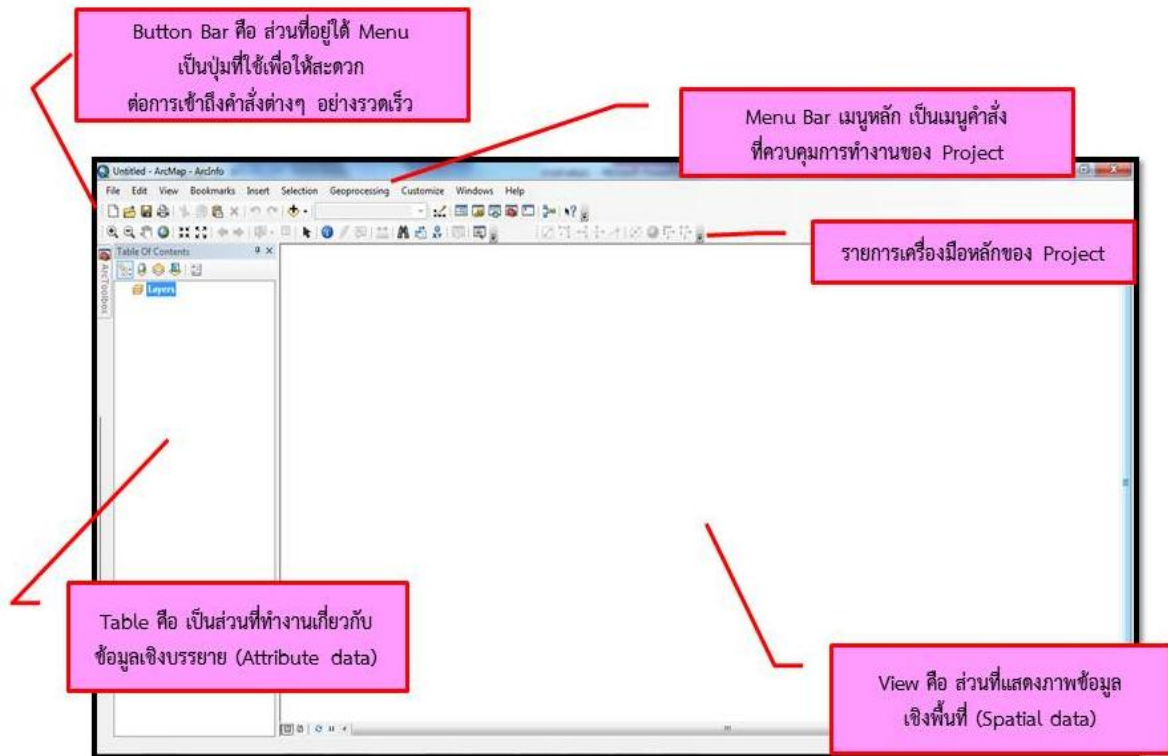 Button Bar คือ ส่วนที่อยู่ใต้ Menu
เป็นปุ่มที่ใช้เพื่อให้สะดวก
ต่อการเข้าถึงคำสั่งต่างๆ อย่างรวดเร็ว
Menu Bar เมนูหลัก เป็นเมนูคำสั่ง
ที่ควบคุมการทำงานของ Project
Untitled - ArcMap - ArcInfo
File Edit View Bookmarks Insert Selection Geoprocessing Customize Windows Help
รายการเครื่องมือหลักของ Project
Table Of Contents
ArcToolbox
Layers
Table คือ เป็นส่วนที่ทำงานเกี่ยวกับ
ข้อมูลเชิงบรรยาย (Attribute data)
View คือ ส่วนที่แสดงภาพข้อมูล
เชิงพื้นที่ (Spatial data)